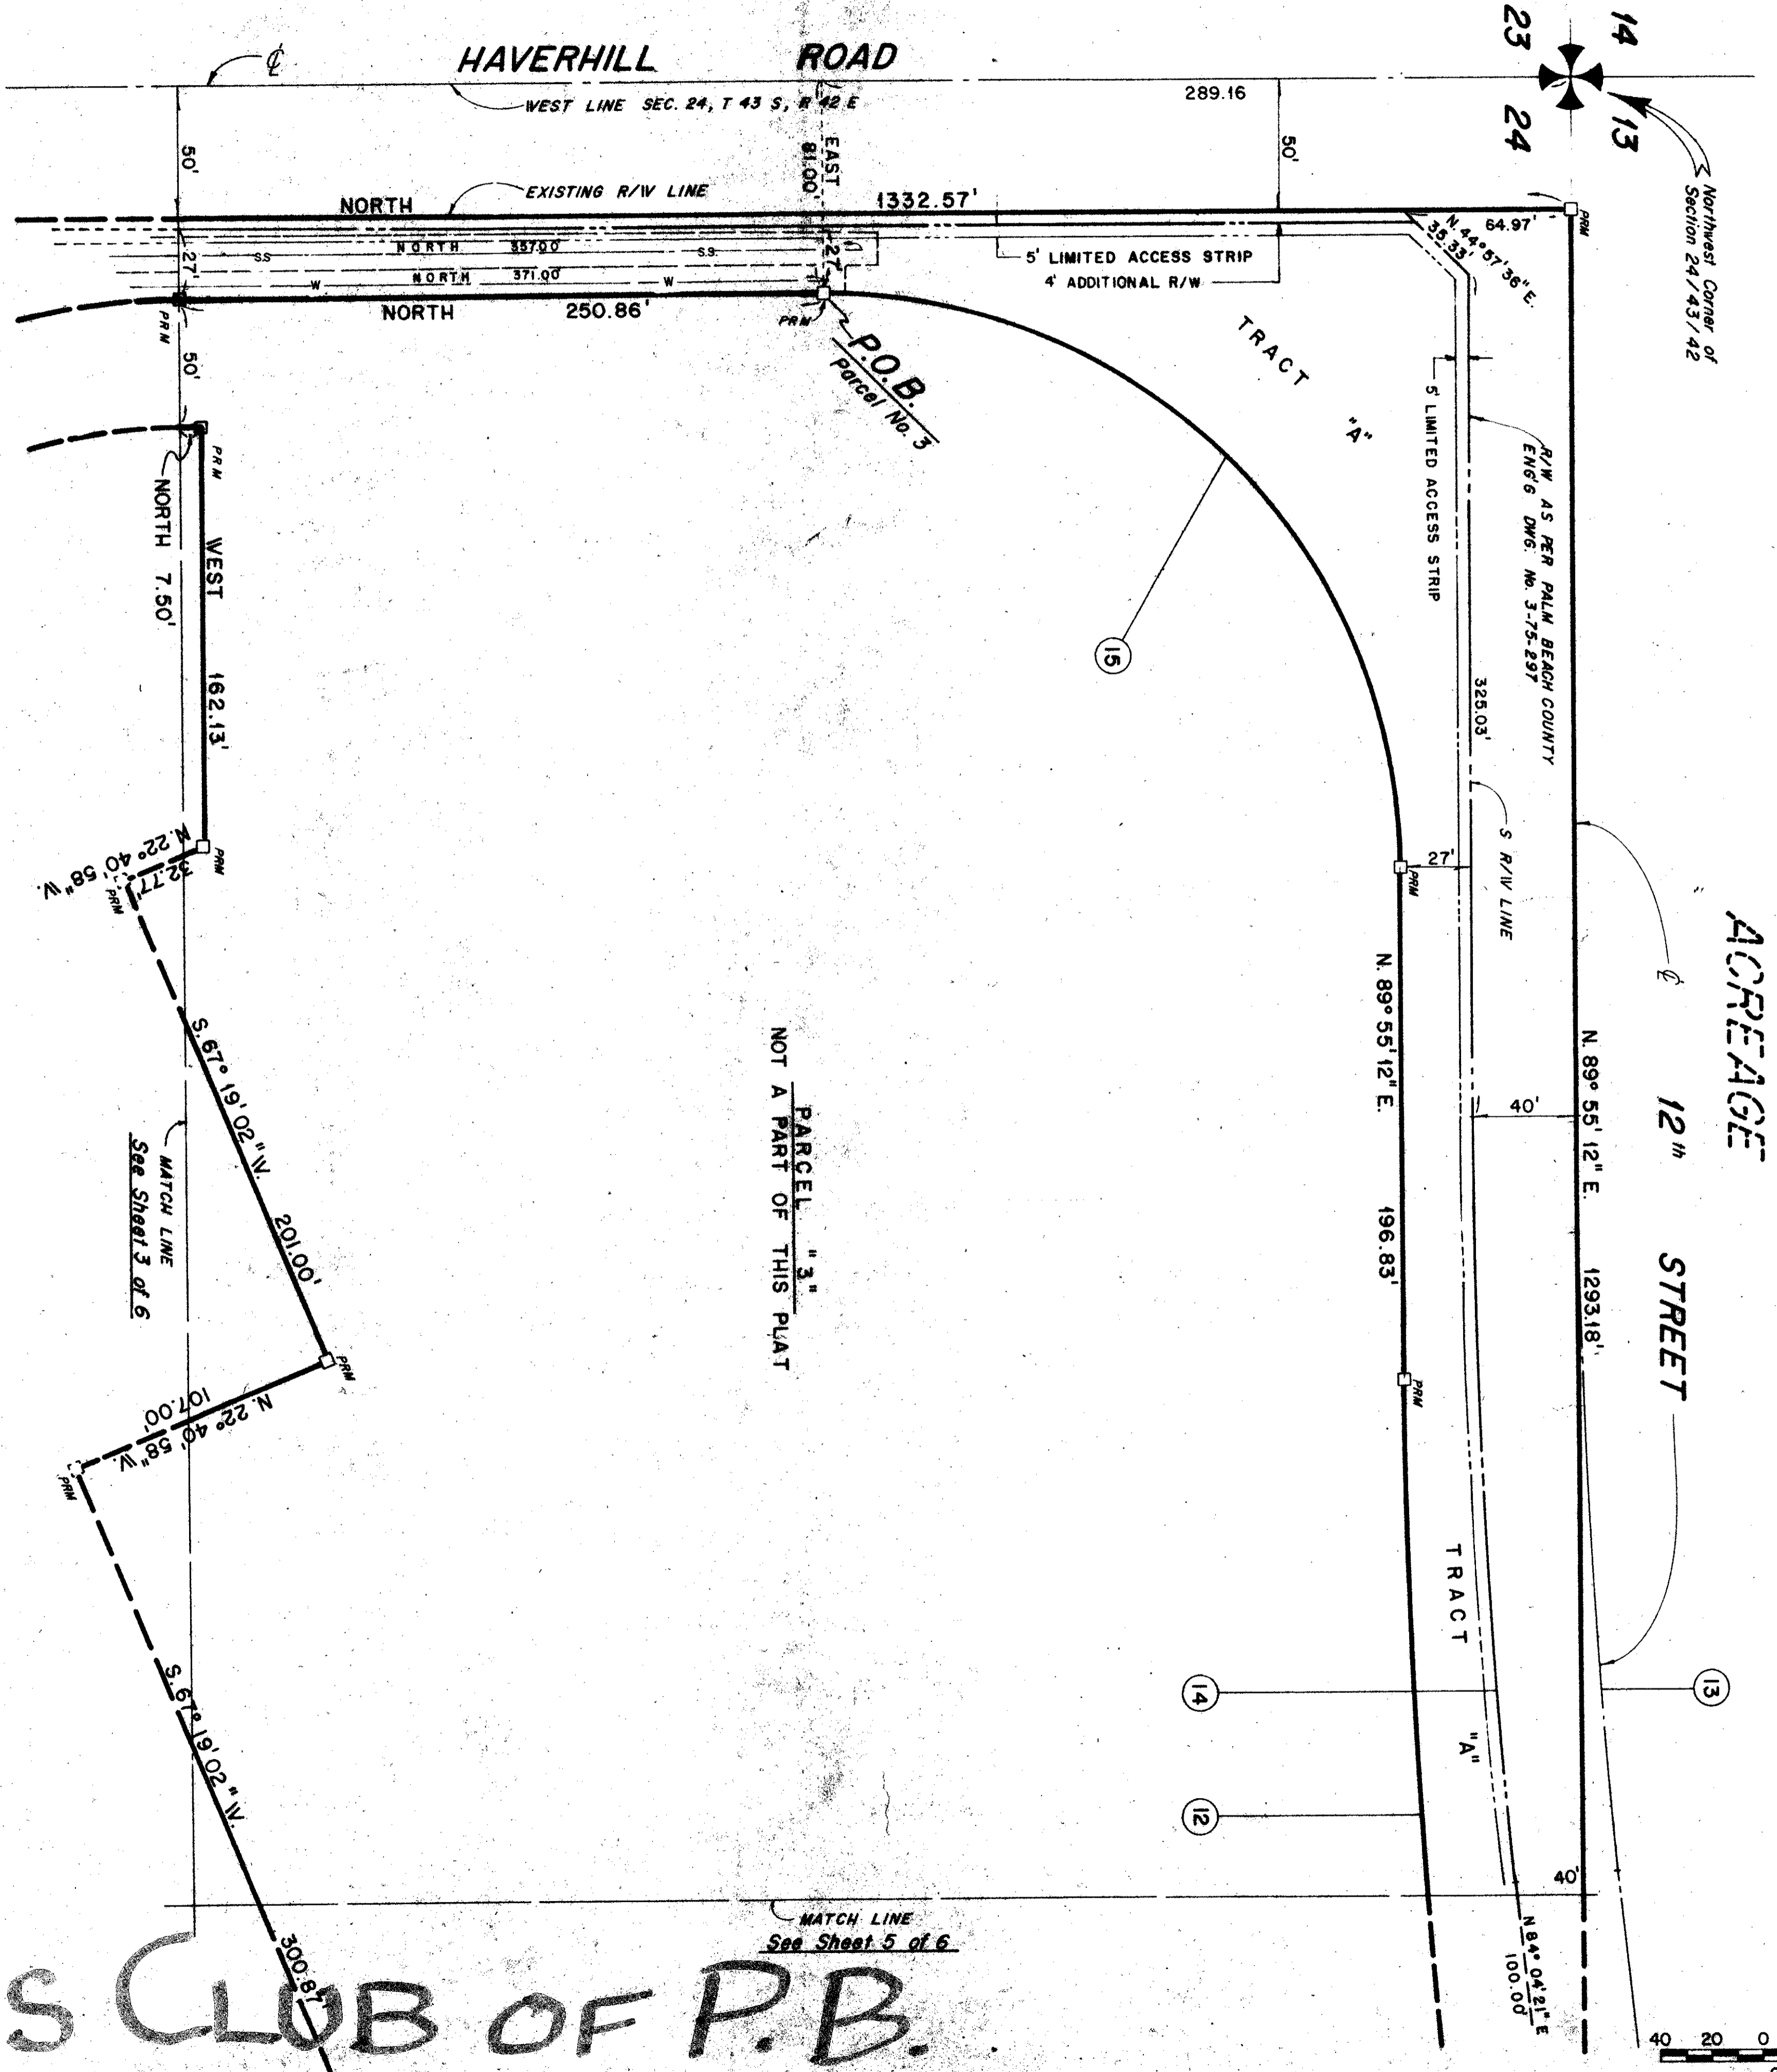 HAVERHILL ROAD
℄
WEST LINE SEC. 24, T 43 S, R 42 E
289.16
14
13
23
24
Northwest Corner of
Section 24/43/42
50'
EAST
81.00'
50'
EXISTING R/W LINE
NORTH
1332.57'
64.97'
PRM
N. 44° 57' 36" E.
35.33'
NORTH 357.00'
S.S.
S.S.
27'
27'
NORTH 371.00'
W
W
5' LIMITED ACCESS STRIP
4' ADDITIONAL R/W
NORTH 250.86'
PRM
PRM
P.O.B.
Parcel No. 3
TRACT "A"
5' LIMITED ACCESS STRIP
R/W AS PER PALM BEACH COUNTY
ENG'G DWG. No. 3-75-297
50'
PRM
NORTH 7.50'
WEST 162.13'
15
325.03'
S R/W LINE
PRM
N. 22° 40' 58" W.
32.77'
PRM
27'
PRM
℄
ACREAGE
N. 89° 55' 12" E. 196.83'
N. 89° 55' 12" E. 1293.18'
12th STREET
40'
S. 67° 19' 02" W. 201.00'
MATCH LINE
See Sheet 3 of 6
PARCEL "3"
NOT A PART OF THIS PLAT
PRM
PRM
N. 22° 40' 58" W.
107.00'
PRM
TRACT "A"
14
13
12
S. 67° 19' 02" W. 300.87'
40'
MATCH LINE
See Sheet 5 of 6
N 84° 04' 21" E
100.00'
S CLUB OF P.B.
40 20 0